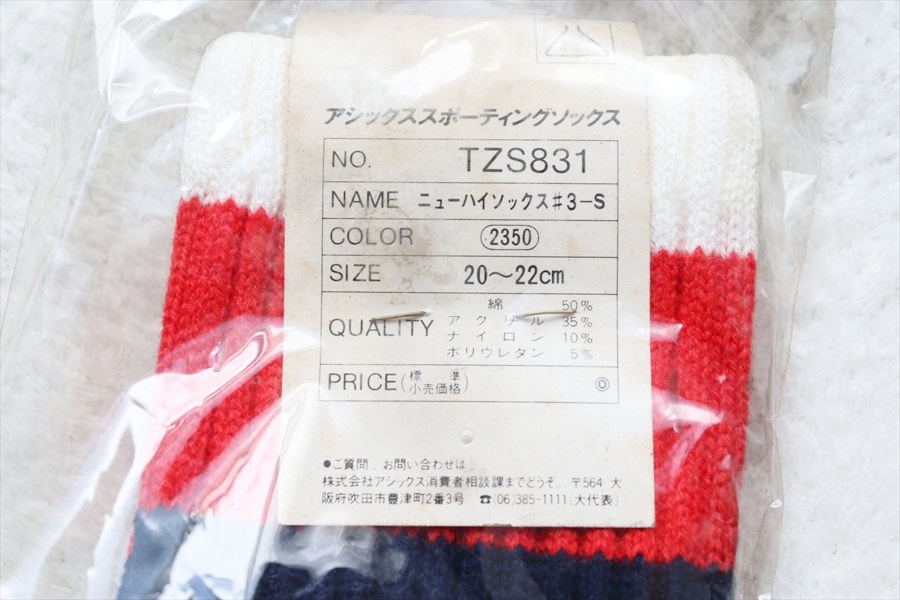 アシックススポーティングソックス
NO. TZS831
NAME ニューハイソックス♯3-S
COLOR 2350
SIZE 20〜22cm
QUALITY
綿 50%
アクリル 35%
ナイロン 10%
ポリウレタン 5%
PRICE(標準小売価格)
●ご質問、お問い合わせは、
株式会社アシックス消費者相談課までどうぞ。〒564 大
阪府吹田市豊津町2番3号 ☎(06)385-1111(大代表)